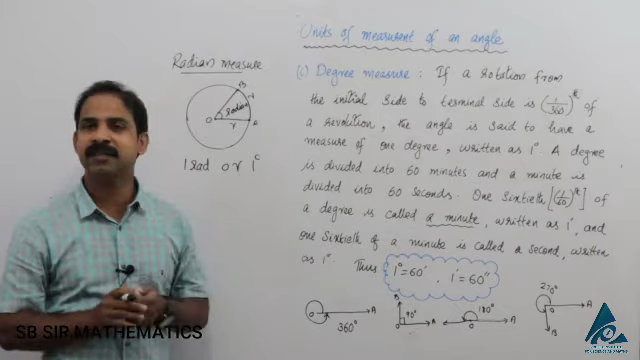 Units of measurent of an angle
Radian measure
B
r
Radian
O
r
A
1 rad or 1ᶜ
(i) Degree measure : If a rotation from
the initial side to terminal side is (1/360)ᵗʰ of
a revolution, the angle is said to have a
measure of one degree, written as 1°. A degree
is divided into 60 minutes and a minute is
divided into 60 seconds. One sixtieth [(1/60)ᵗʰ] of
a degree is called a minute, written as 1', and
one sixtieth of a minute is called a second, written
as 1". Thus 1°=60' , 1'=60"
O A
360°
B
90°
O A
180°
O A
270°
O A
B
SB SIR MATHEMATICS